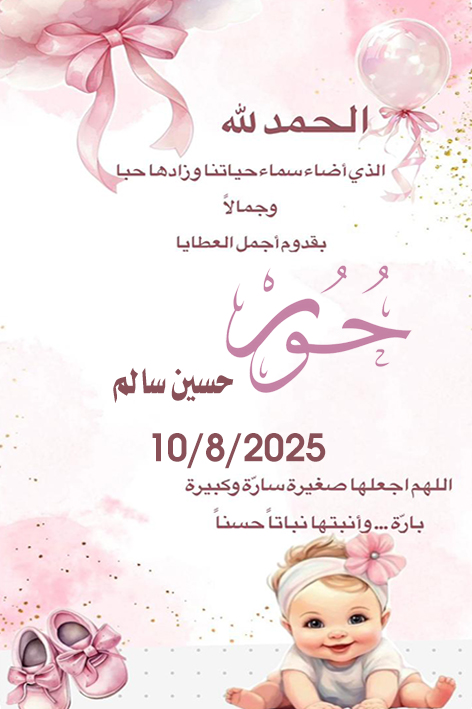 الحمد لله
الذي أضاء سماء حياتنا وزادها حبا
وجمالاً
بقدوم أجمل العطايا
حُور
حسين سالم
10/8/2025
اللهم اجعلها صغيرة سارّة وكبيرة
بارّة ... وأنبتها نباتاً حسناً